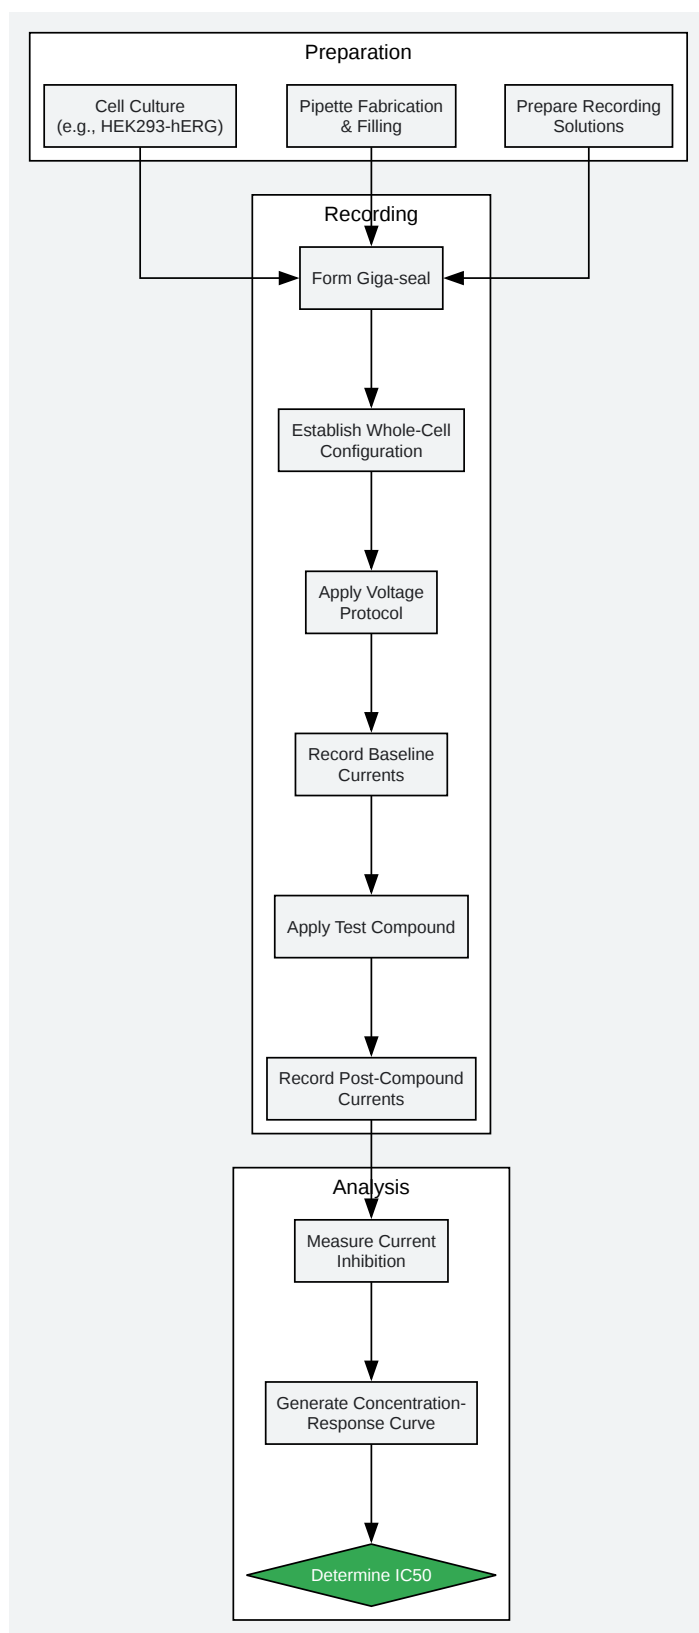 Preparation
Cell Culture
(e.g., HEK293-hERG)
Pipette Fabrication
& Filling
Prepare Recording
Solutions
Recording
Form Giga-seal
Establish Whole-Cell
Configuration
Apply Voltage
Protocol
Record Baseline
Currents
Apply Test Compound
Record Post-Compound
Currents
Analysis
Measure Current
Inhibition
Generate Concentration-
Response Curve
Determine IC50